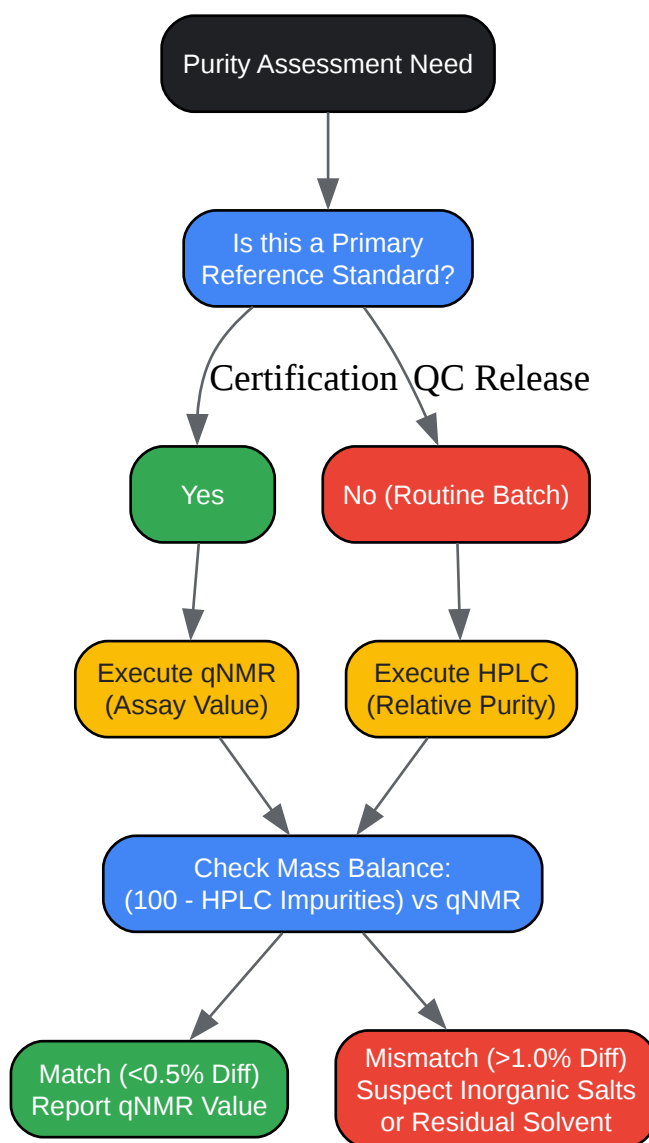 Purity Assessment Need
Is this a Primary
Reference Standard?
Certification
QC Release
Yes
No (Routine Batch)
Execute qNMR
(Assay Value)
Execute HPLC
(Relative Purity)
Check Mass Balance:
(100 - HPLC Impurities) vs qNMR
Match (<0.5% Diff)
Report qNMR Value
Mismatch (>1.0% Diff)
Suspect Inorganic Salts
or Residual Solvent